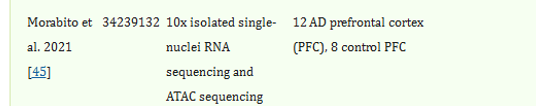 Morabito et 34239132 10x isolated single- 12 AD prefrontal cortex
al. 2021 nuclei RNA (PFC), 8 control PFC
[45] sequencing and
ATAC sequencing